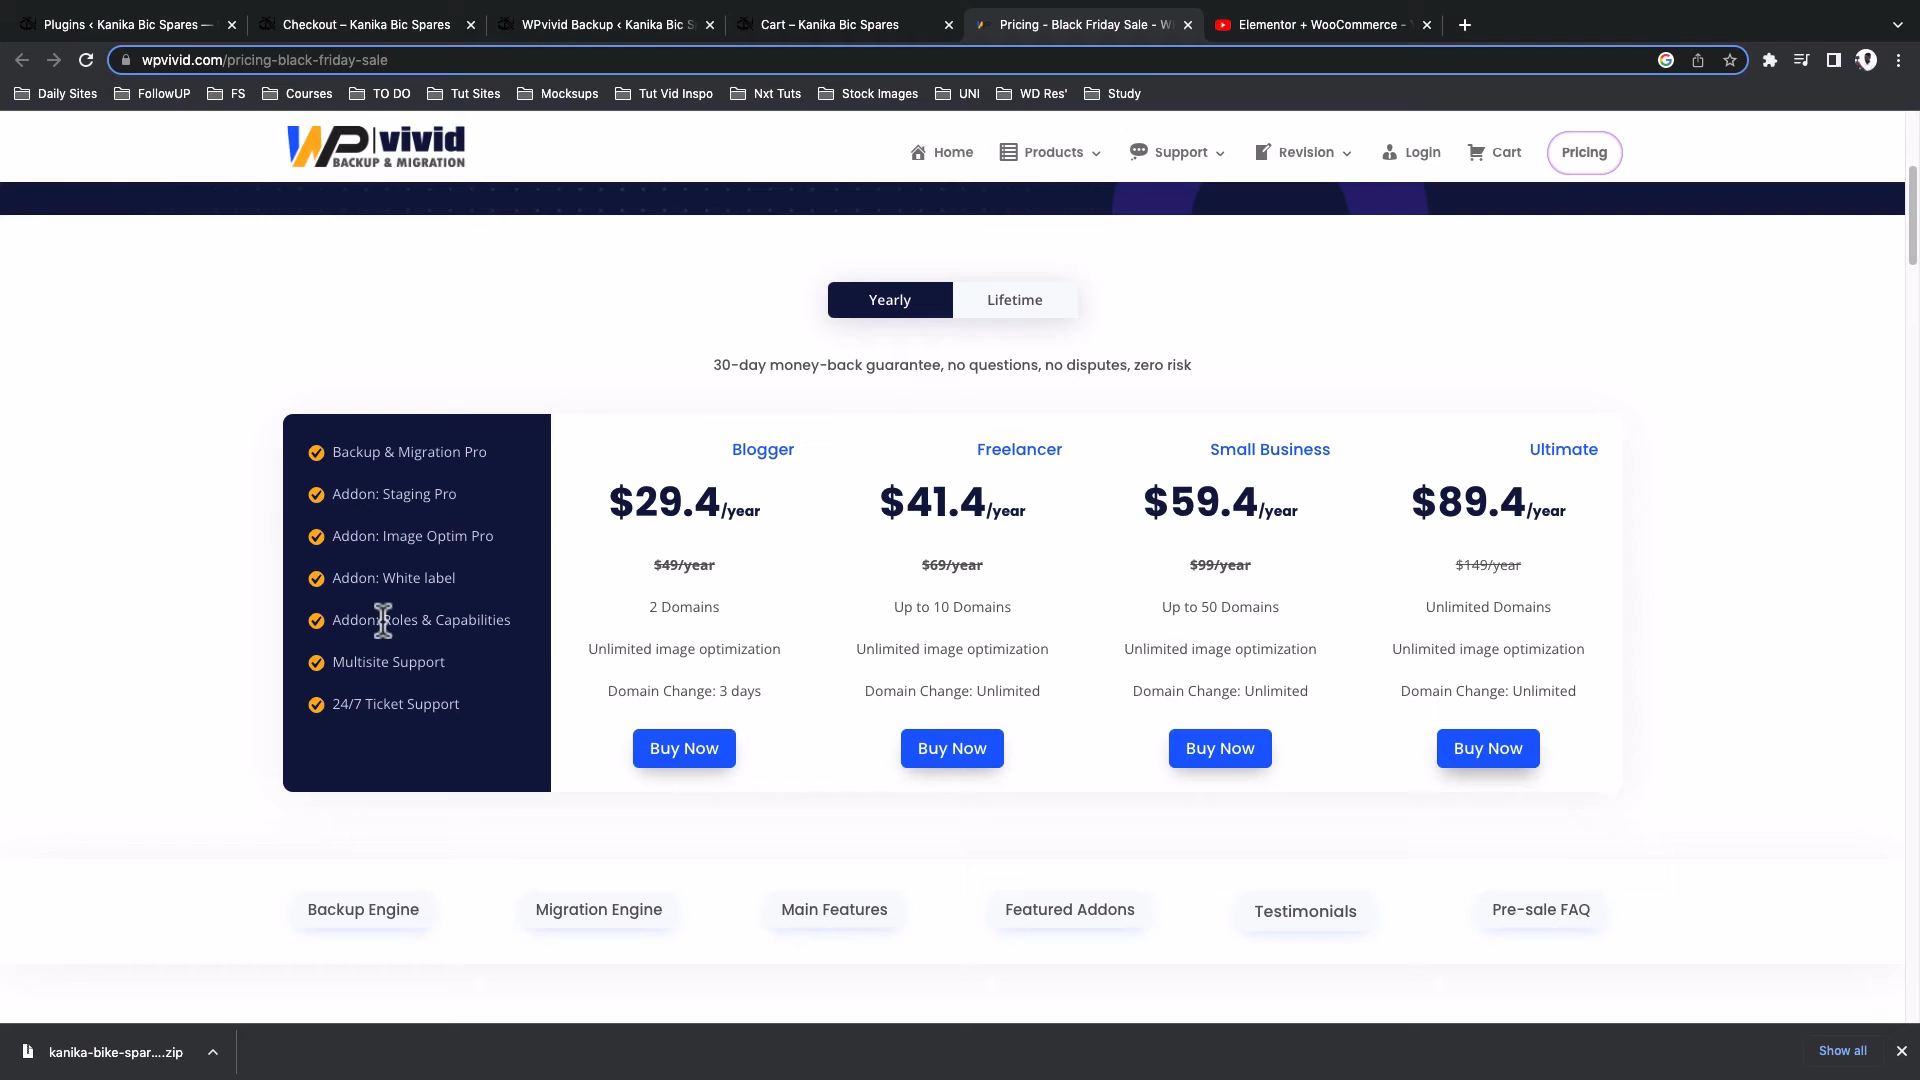 Plugins ‹ Kanika Bic Spares —
Checkout – Kanika Bic Spares
WPvivid Backup ‹ Kanika Bic S
Cart – Kanika Bic Spares
Pricing - Black Friday Sale - W
Elementor + WooCommerce -
wpvivid.com/pricing-black-friday-sale
Daily Sites
FollowUP
FS
Courses
TO DO
Tut Sites
Mocksups
Tut Vid Inspo
Nxt Tuts
Stock Images
UNI
WD Res'
Study
WP vivid
BACKUP & MIGRATION
Home
Products
Support
Revision
Login
Cart
Pricing
Yearly
Lifetime
30-day money-back guarantee, no questions, no disputes, zero risk
Backup & Migration Pro
Addon: Staging Pro
Addon: Image Optim Pro
Addon: White label
Addon: Roles & Capabilities
Multisite Support
24/7 Ticket Support
Blogger
$29.4/year
$49/year
2 Domains
Unlimited image optimization
Domain Change: 3 days
Buy Now
Freelancer
$41.4/year
$69/year
Up to 10 Domains
Unlimited image optimization
Domain Change: Unlimited
Buy Now
Small Business
$59.4/year
$99/year
Up to 50 Domains
Unlimited image optimization
Domain Change: Unlimited
Buy Now
Ultimate
$89.4/year
$149/year
Unlimited Domains
Unlimited image optimization
Domain Change: Unlimited
Buy Now
Backup Engine
Migration Engine
Main Features
Featured Addons
Testimonials
Pre-sale FAQ
kanika-bike-spar....zip
Show all